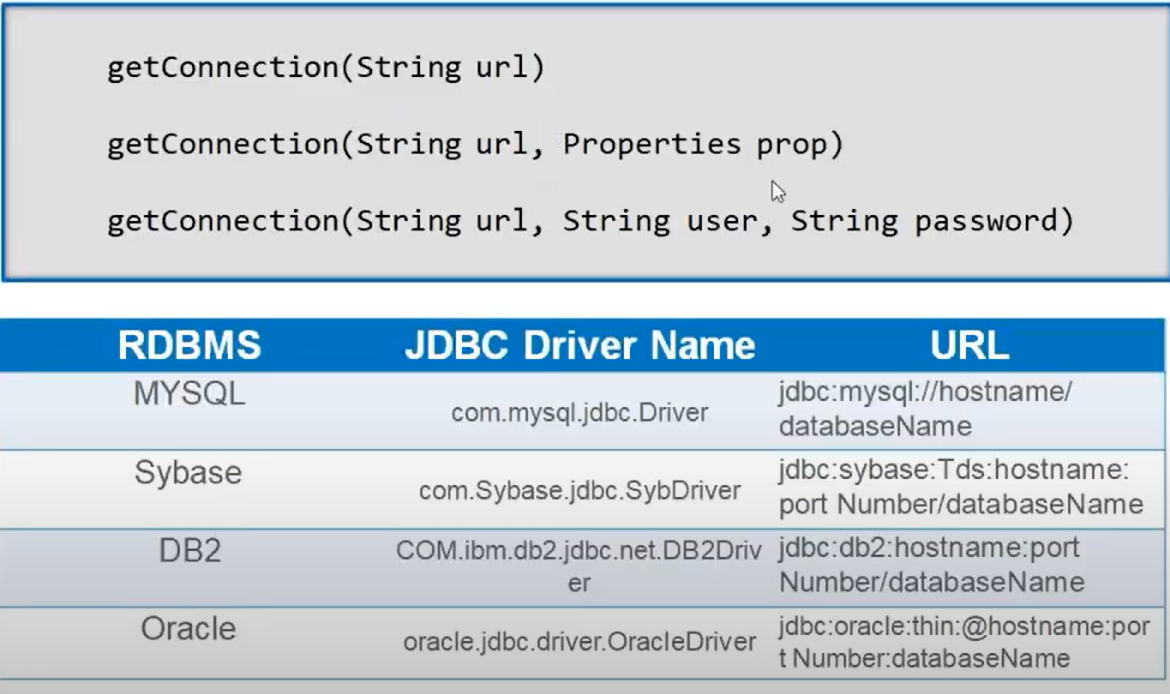 getConnection(String url)
getConnection(String url, Properties prop)
getConnection(String url, String user, String password)
RDBMS JDBC Driver Name URL
MYSQL com.mysql.jdbc.Driver jdbc:mysql://hostname/
databaseName
Sybase com.Sybase.jdbc.SybDriver jdbc:sybase:Tds:hostname:
port Number/databaseName
DB2 COM.ibm.db2.jdbc.net.DB2Driv jdbc:db2:hostname:port
er Number/databaseName
Oracle oracle.jdbc.driver.OracleDriver jdbc:oracle:thin:@hostname:por
t Number:databaseName